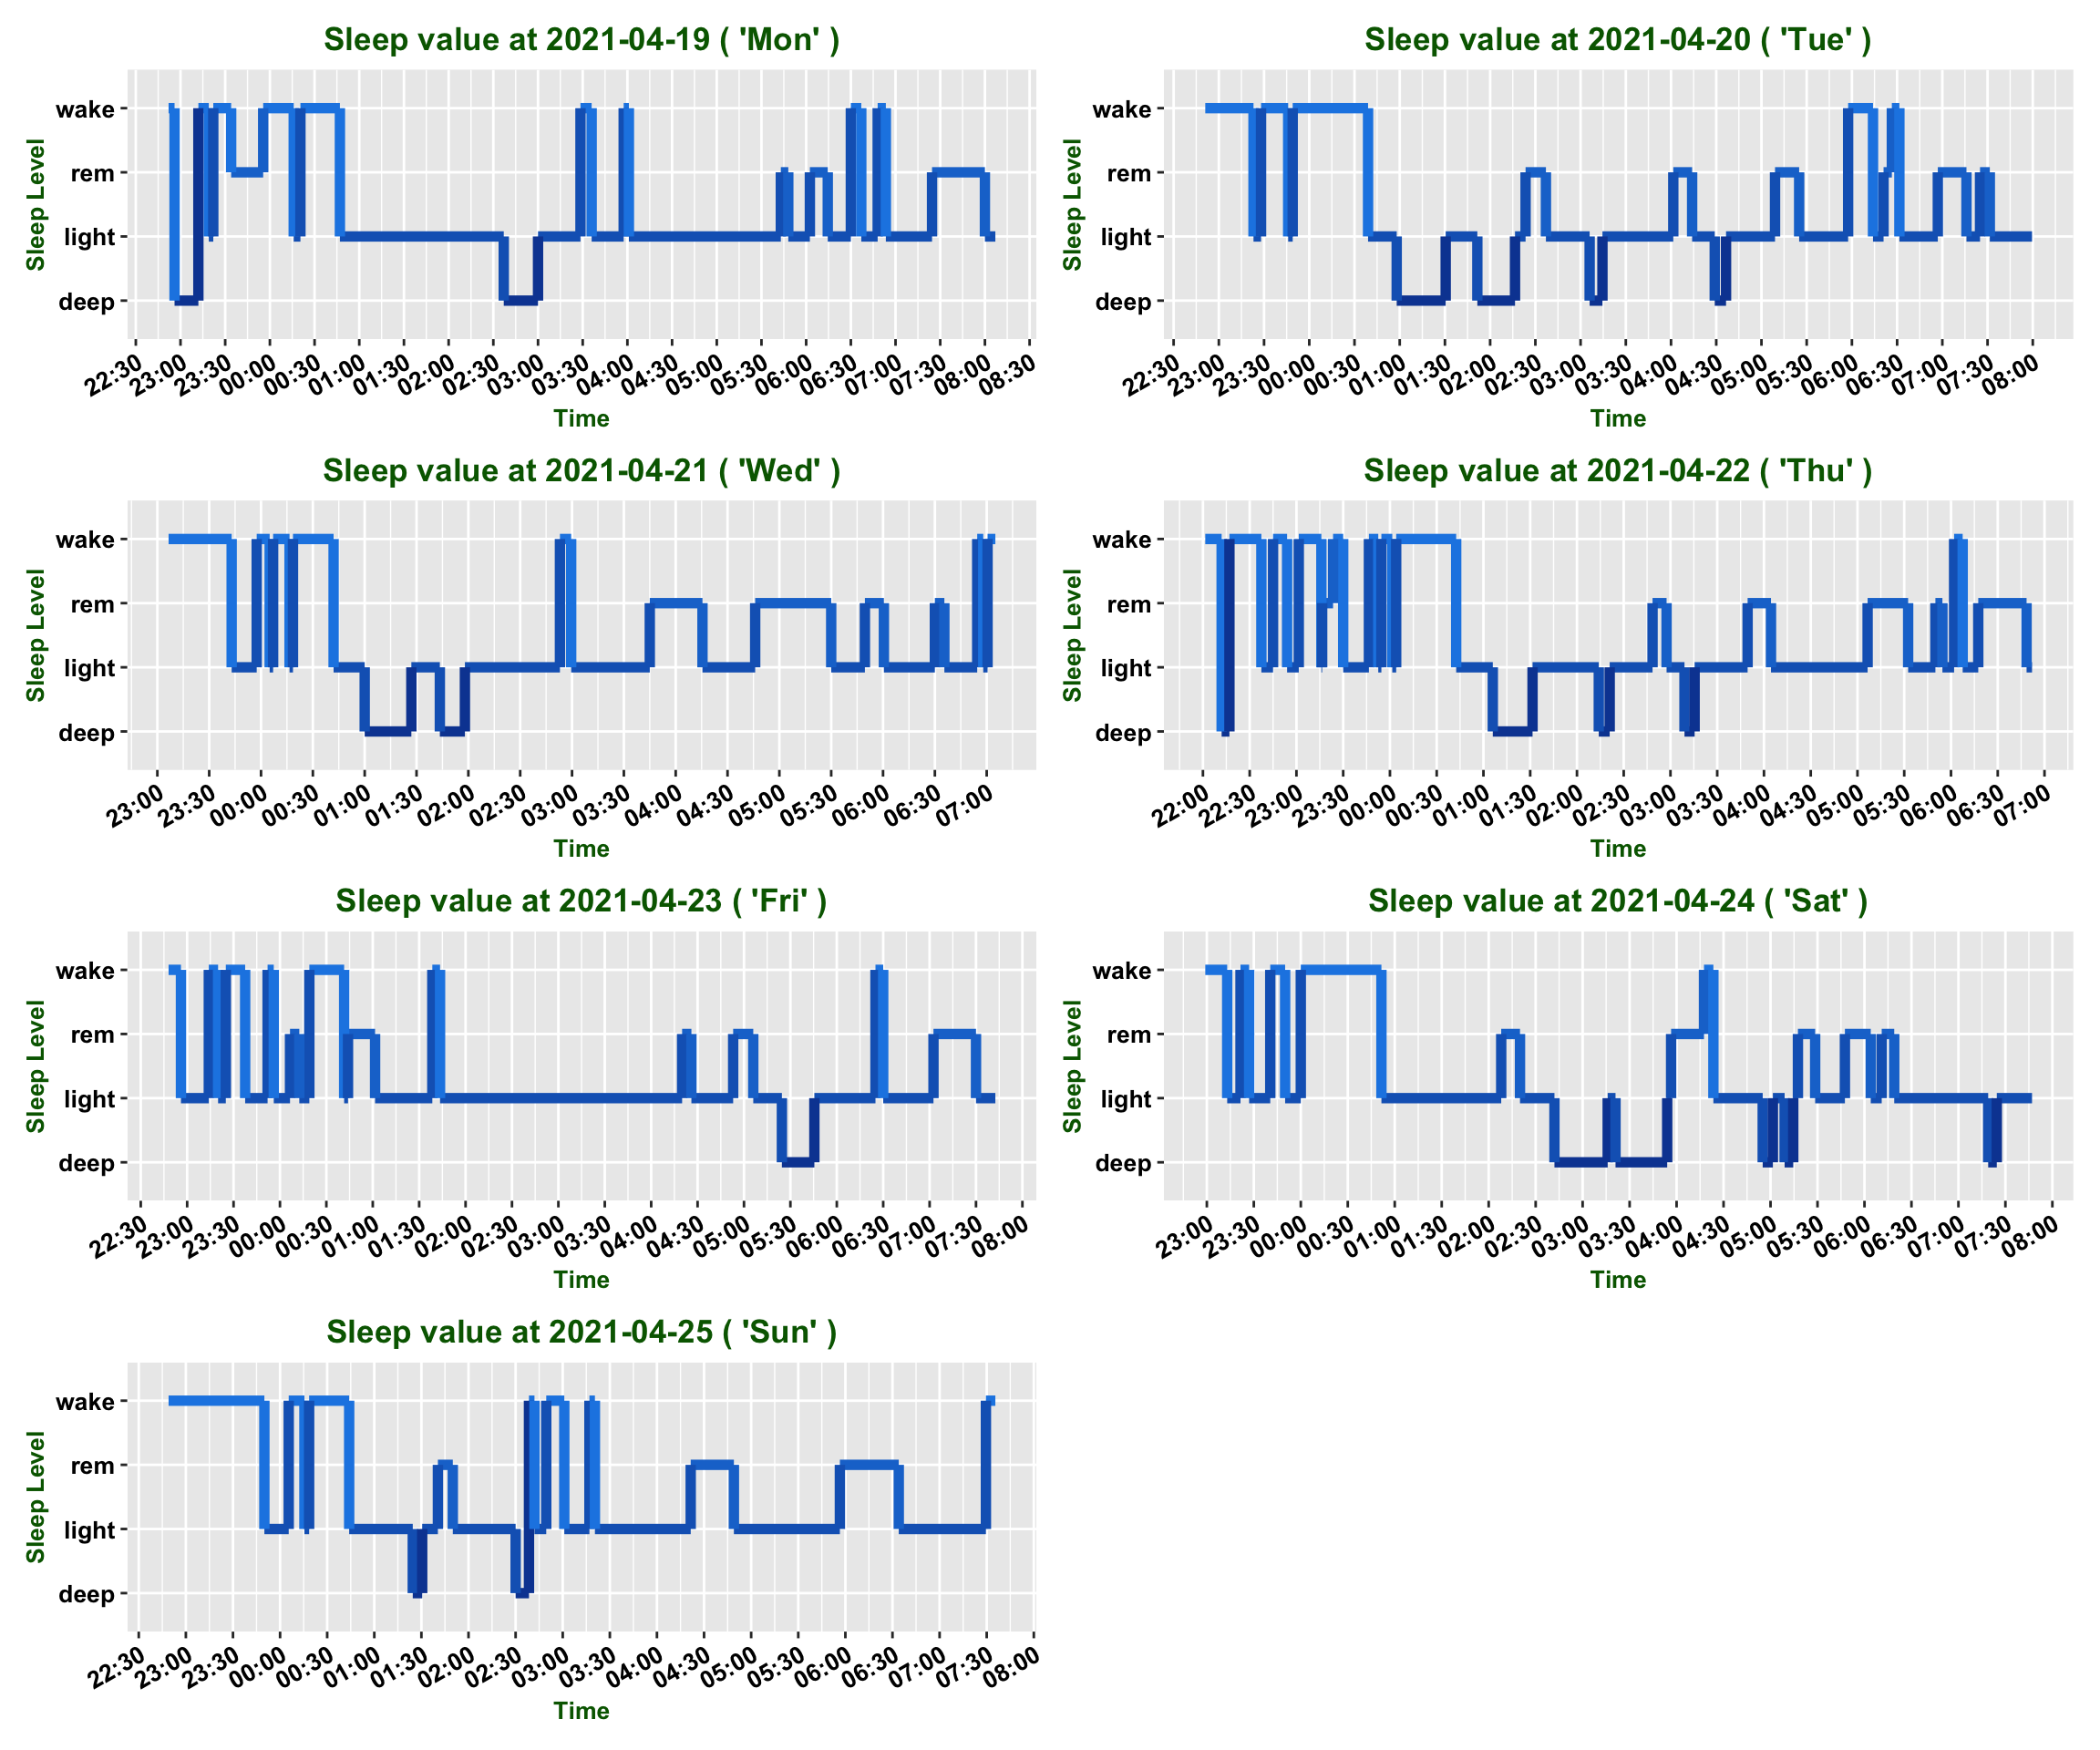 Sleep value at 2021-04-19 ( 'Mon' )
Sleep Level
wake
rem
light
deep
22:30 23:00 23:30 00:00 00:30 01:00 01:30 02:00 02:30 03:00 03:30 04:00 04:30 05:00 05:30 06:00 06:30 07:00 07:30 08:00 08:30
Time
Sleep value at 2021-04-20 ( 'Tue' )
Sleep Level
wake
rem
light
deep
22:30 23:00 23:30 00:00 00:30 01:00 01:30 02:00 02:30 03:00 03:30 04:00 04:30 05:00 05:30 06:00 06:30 07:00 07:30 08:00
Time
Sleep value at 2021-04-21 ( 'Wed' )
Sleep Level
wake
rem
light
deep
23:00 23:30 00:00 00:30 01:00 01:30 02:00 02:30 03:00 03:30 04:00 04:30 05:00 05:30 06:00 06:30 07:00
Time
Sleep value at 2021-04-22 ( 'Thu' )
Sleep Level
wake
rem
light
deep
22:00 22:30 23:00 23:30 00:00 00:30 01:00 01:30 02:00 02:30 03:00 03:30 04:00 04:30 05:00 05:30 06:00 06:30 07:00
Time
Sleep value at 2021-04-23 ( 'Fri' )
Sleep Level
wake
rem
light
deep
22:30 23:00 23:30 00:00 00:30 01:00 01:30 02:00 02:30 03:00 03:30 04:00 04:30 05:00 05:30 06:00 06:30 07:00 07:30 08:00
Time
Sleep value at 2021-04-24 ( 'Sat' )
Sleep Level
wake
rem
light
deep
23:00 23:30 00:00 00:30 01:00 01:30 02:00 02:30 03:00 03:30 04:00 04:30 05:00 05:30 06:00 06:30 07:00 07:30 08:00
Time
Sleep value at 2021-04-25 ( 'Sun' )
Sleep Level
wake
rem
light
deep
22:30 23:00 23:30 00:00 00:30 01:00 01:30 02:00 02:30 03:00 03:30 04:00 04:30 05:00 05:30 06:00 06:30 07:00 07:30 08:00
Time